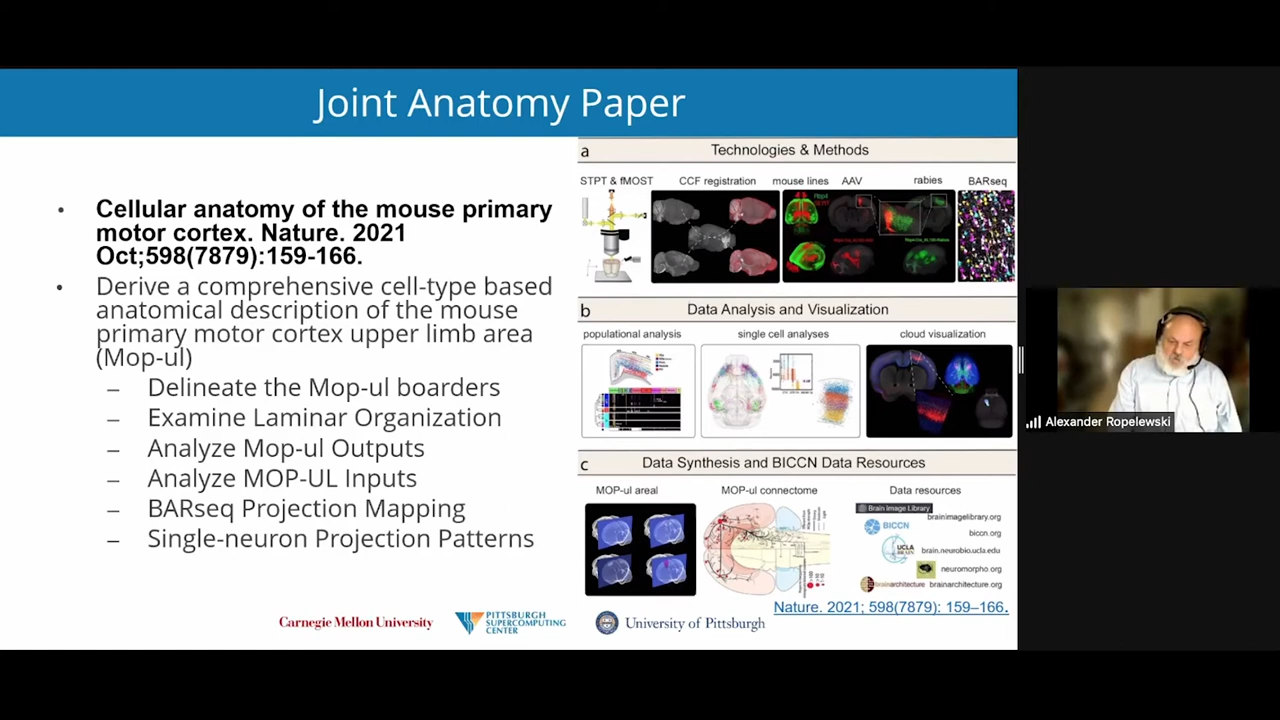 Joint Anatomy Paper
• Cellular anatomy of the mouse primary
motor cortex. Nature. 2021
Oct;598(7879):159-166.
• Derive a comprehensive cell-type based
anatomical description of the mouse
primary motor cortex upper limb area
(Mop-ul)
– Delineate the Mop-ul boarders
– Examine Laminar Organization
– Analyze Mop-ul Outputs
– Analyze MOP-UL Inputs
– BARseq Projection Mapping
– Single-neuron Projection Patterns
a Technologies & Methods
STPT & fMOST CCF registration mouse lines AAV rabies BARseq
b Data Analysis and Visualization
populational analysis single cell analyses cloud visualization
c Data Synthesis and BICCN Data Resources
MOP-ul areal MOP-ul connectome Data resources
Brain Image Library
brainimagelibrary.org
BICCN
biccn.org
UCLA
BRAIN
brain.neurobio.ucla.edu
neuromorpho.org
brainarchitecture brainarchitecture.org
Nature. 2021; 598(7879): 159–166.
Carnegie Mellon University
PITTSBURGH
SUPERCOMPUTING
CENTER
University of Pittsburgh
Alexander Ropelewski